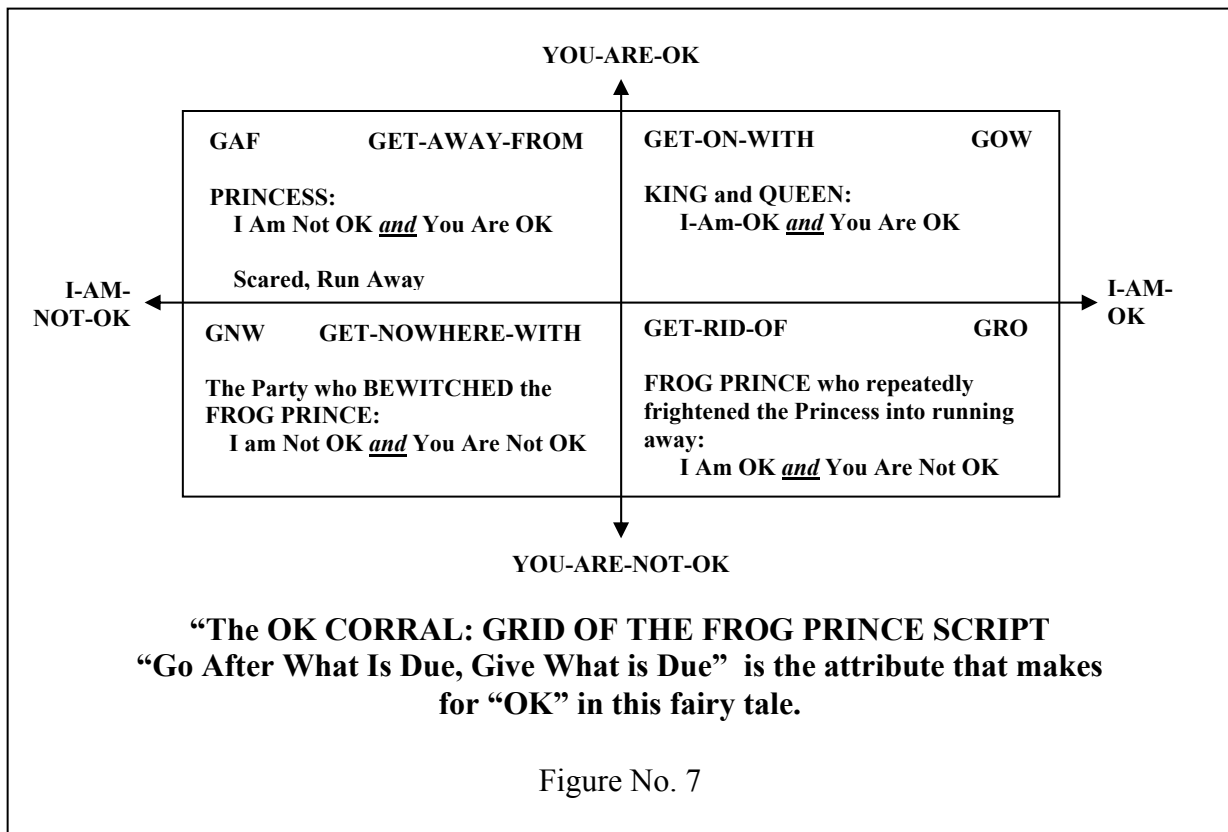 YOU-ARE-OK
GAF GET-AWAY-FROM
PRINCESS:
I Am Not OK and You Are OK
Scared, Run Away
GET-ON-WITH GOW
KING and QUEEN:
I-Am-OK and You Are OK
I-AM-
NOT-OK
I-AM-
OK
GNW GET-NOWHERE-WITH
The Party who BEWITCHED the
FROG PRINCE:
I am Not OK and You Are Not OK
GET-RID-OF GRO
FROG PRINCE who repeatedly
frightened the Princess into running
away:
I Am OK and You Are Not OK
YOU-ARE-NOT-OK
“The OK CORRAL: GRID OF THE FROG PRINCE SCRIPT
“Go After What Is Due, Give What is Due” is the attribute that makes
for “OK” in this fairy tale.
Figure No. 7